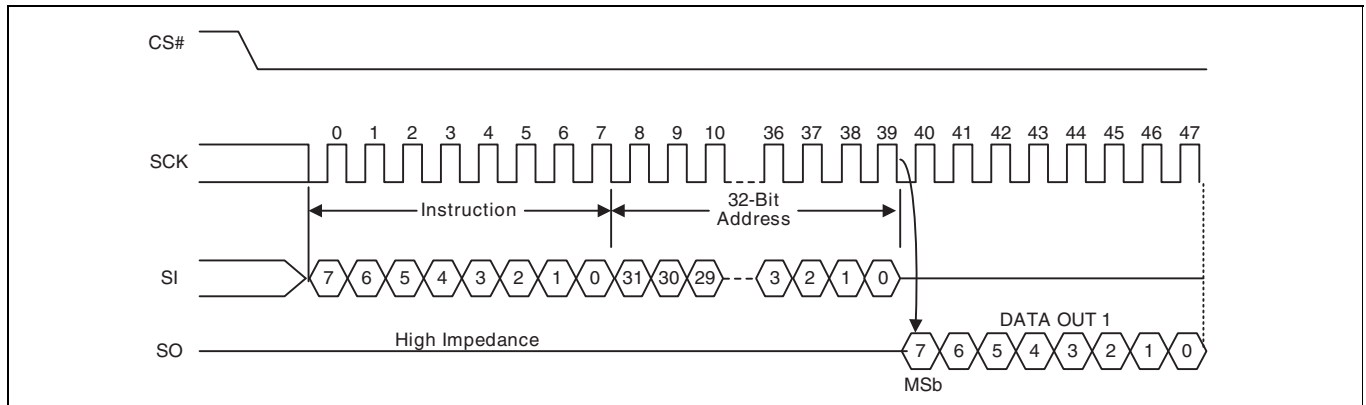 CS#
0 1 2 3 4 5 6 7 8 9 10 36 37 38 39 40 41 42 43 44 45 46 47
SCK
Instruction
32-Bit
Address
SI
7 6 5 4 3 2 1 0 31 30 29 3 2 1 0
DATA OUT 1
High Impedance
SO
7 6 5 4 3 2 1 0
MSb